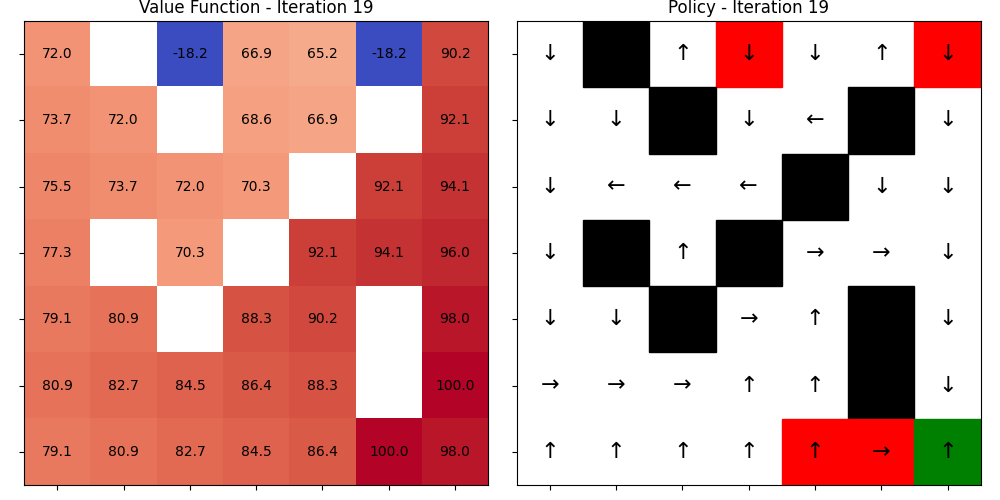 Value Function - Iteration 19
72.0 -18.2 66.9 65.2 -18.2 90.2
73.7 72.0 68.6 66.9 92.1
75.5 73.7 72.0 70.3 92.1 94.1
77.3 70.3 92.1 94.1 96.0
79.1 80.9 88.3 90.2 98.0
80.9 82.7 84.5 86.4 88.3 100.0
79.1 80.9 82.7 84.5 86.4 100.0 98.0
Policy - Iteration 19
↓ ↑ ↓ ↓ ↑ ↓
↓ ↓ ↓ ← ↓
↓ ← ← ← ↓ ↓
↓ ↑ → → ↓
↓ ↓ → ↑ ↓
→ → → ↑ ↑ ↓
↑ ↑ ↑ ↑ ↑ → ↑